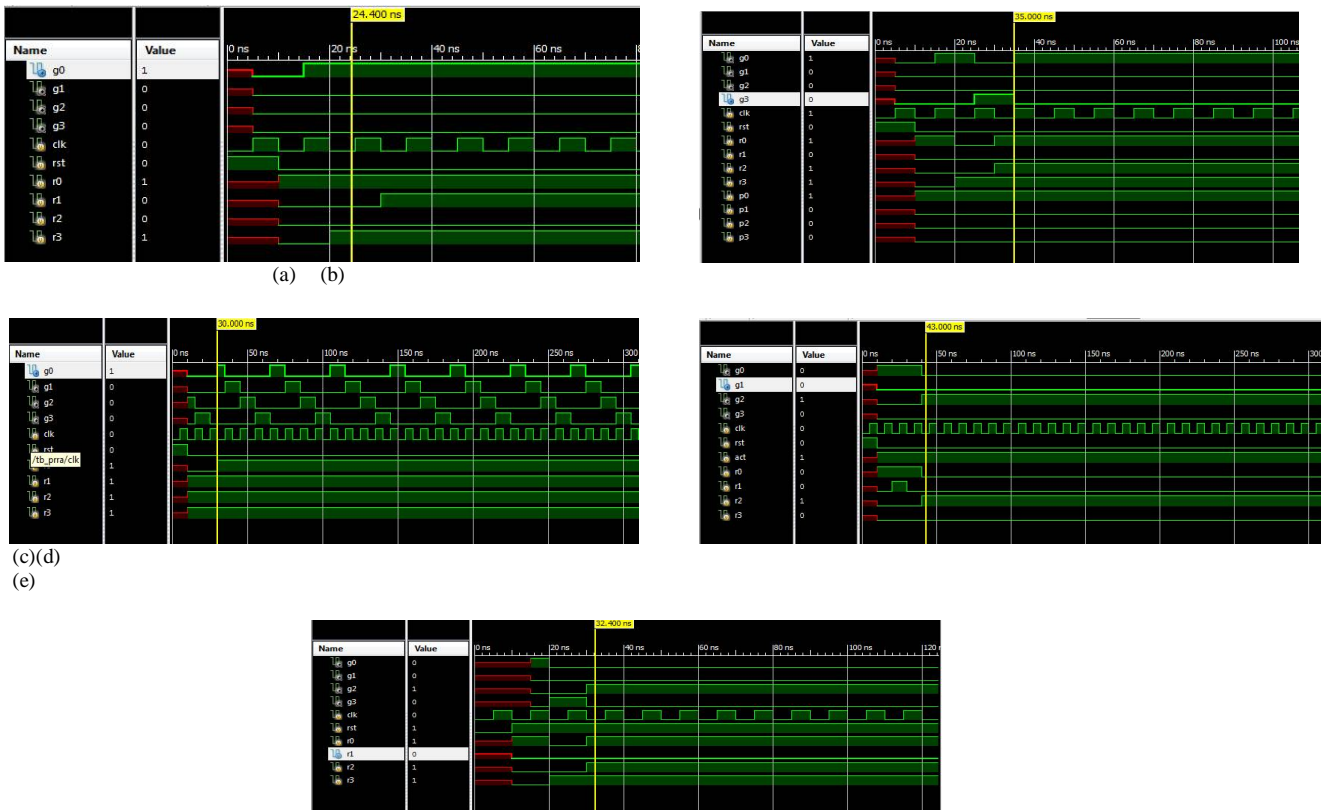 24.400 ns
Name Value
0 ns 20 ns 40 ns 60 ns
g0 1
g1 0
g2 0
g3 0
clk 0
rst 0
r0 1
r1 0
r2 0
r3 1
35.000 ns
Name Value
0 ns 20 ns 40 ns 60 ns 80 ns 100 ns
g0 1
g1 0
g2 0
g3 0
clk 1
rst 0
r0 1
r1 0
r2 1
r3 1
p0 1
p1 0
p2 0
p3 0
(a) (b)
30.000 ns
Name Value
0 ns 50 ns 100 ns 150 ns 200 ns 250 ns 300
g0 1
g1 0
g2 0
g3 0
clk 0
rst 0
/tb_prra/clk 1
r1 1
r2 1
r3 1
43.000 ns
Name Value
0 ns 50 ns 100 ns 150 ns 200 ns 250 ns 300
g0 0
g1 0
g2 1
g3 0
clk 0
rst 0
act 1
r0 0
r1 0
r2 1
r3 0
(c)(d)
(e)
32.400 ns
Name Value
0 ns 20 ns 40 ns 60 ns 80 ns 100 ns 120
g0 0
g1 0
g2 1
g3 0
clk 0
rst 1
r0 1
r1 0
r2 1
r3 1